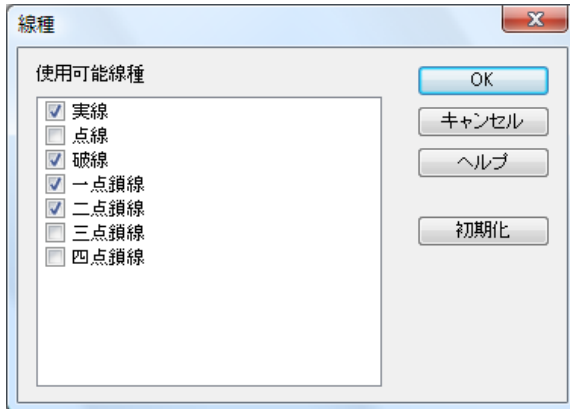 線種
使用可能線種
実線
点線
破線
一点鎖線
二点鎖線
三点鎖線
四点鎖線
OK
キャンセル
ヘルプ
初期化